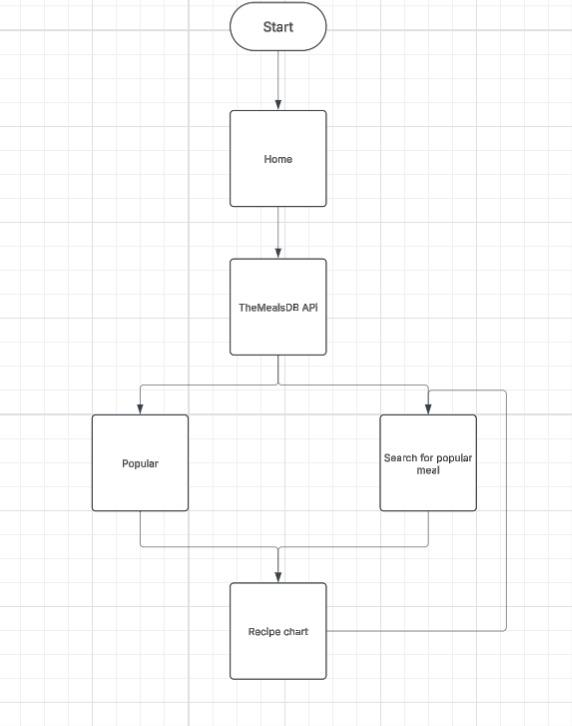 Start
Home
TheMealsDB APi
Popular
Search for popular
meal
Recipe chart